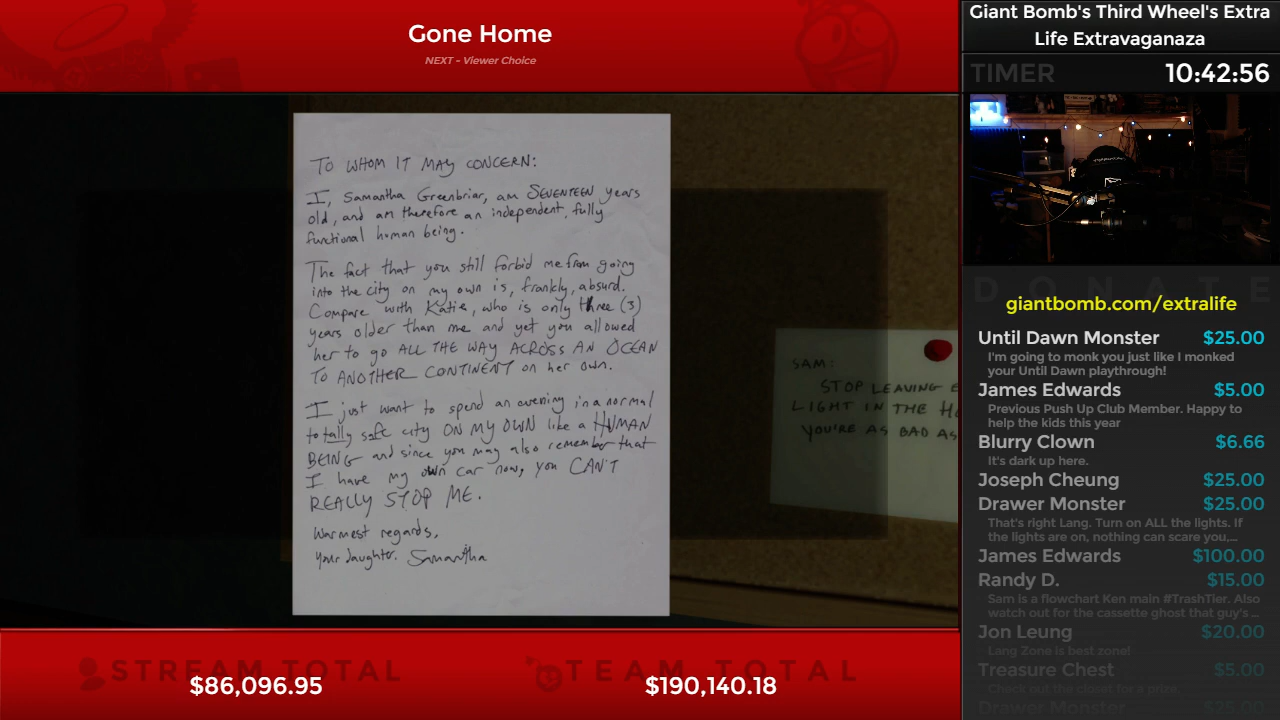 Gone Home
NEXT - Viewer Choice
TO WHOM IT MAY CONCERN:
I, Samantha Greenbriar, am SEVENTEEN years
old, and am therefore an independent, fully
functional human being.
The fact that you still forbid me from going
into the city on my own is, frankly, absurd.
Compare with Katie, who is only three (3)
years older than me and yet you allowed
her to go ALL THE WAY ACROSS AN OCEAN
TO ANOTHER CONTINENT on her own.
I just want to spend an evening in a normal
totally safe city ON MY OWN like a HUMAN
BEING and since you may also remember that
I have my own car now, you CAN'T
REALLY STOP ME.
Warmest regards,
your daughter, Samantha
SAM:
STOP LEAVING E
LIGHT IN THE HO
YOU'RE AS BAD AS
STREAM TOTAL
$86,096.95
TEAM TOTAL
$190,140.18
Giant Bomb's Third Wheel's Extra
Life Extravaganaza
TIMER
10:42:56
DONATE
giantbomb.com/extralife
Until Dawn Monster $25.00
I'm going to monk you just like I monked
your Until Dawn playthrough!
James Edwards $5.00
Previous Push Up Club Member. Happy to
help the kids this year
Blurry Clown $6.66
It's dark up here.
Joseph Cheung $25.00
Drawer Monster $25.00
That's right Lang. Turn on ALL the lights. If
the lights are on, nothing can scare you,...
James Edwards $100.00
Randy D. $15.00
Sam is a flowchart Ken main #TrashTier. Also
watch out for the cassette ghost that guy's ...
Jon Leung $20.00
Lang Zone is best zone!
Treasure Chest $5.00
Check out the closet for a prize.
Drawer Monster $25.00